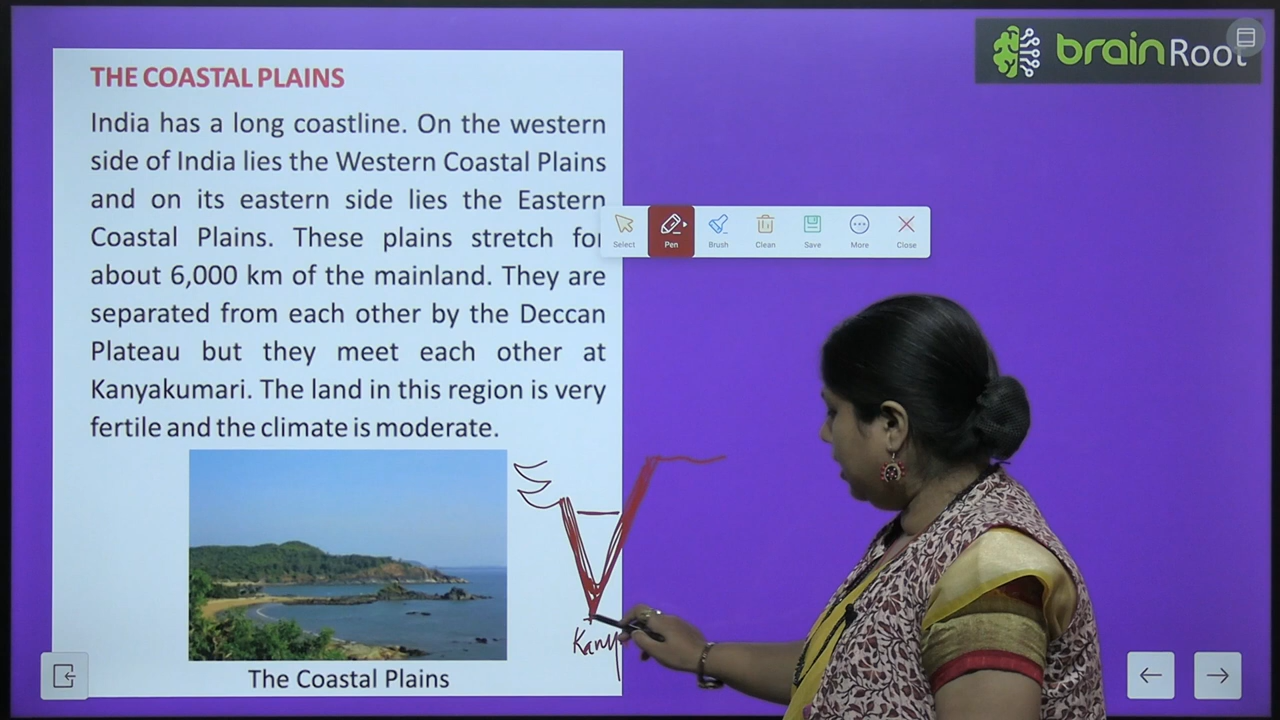 brainRoot
THE COASTAL PLAINS
India has a long coastline. On the western
side of India lies the Western Coastal Plains
and on its eastern side lies the Eastern
Coastal Plains. These plains stretch for
about 6,000 km of the mainland. They are
separated from each other by the Deccan
Plateau but they meet each other at
Kanyakumari. The land in this region is very
fertile and the climate is moderate.
Select Pen Brush Clean Save More Close
Kany
The Coastal Plains